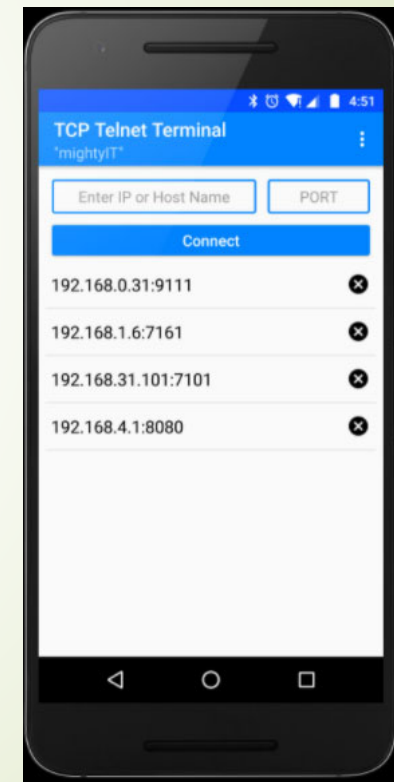 4:51
TCP Telnet Terminal
"mightyIT"
Enter IP or Host Name PORT
Connect
192.168.0.31:9111
192.168.1.6:7161
192.168.31.101:7101
192.168.4.1:8080